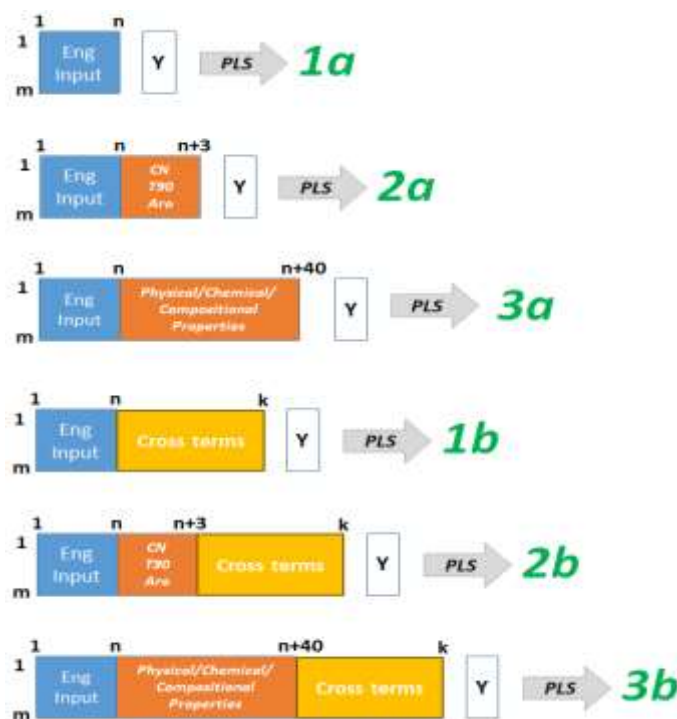 1 n
1 Eng Input Y PLS 1a
m
1 n n+3
1 Eng Input CN T90 Aro Y PLS 2a
m
1 n n+40
1 Eng Input Physical/Chemical/ Compositional Properties Y PLS 3a
m
1 n k
1 Eng Input Cross terms Y PLS 1b
m
1 n n+3 k
1 Eng Input CN T90 Aro Cross terms Y PLS 2b
m
1 n n+40 k
1 Eng Input Physical/Chemical/ Compositional Properties Cross terms Y PLS 3b
m